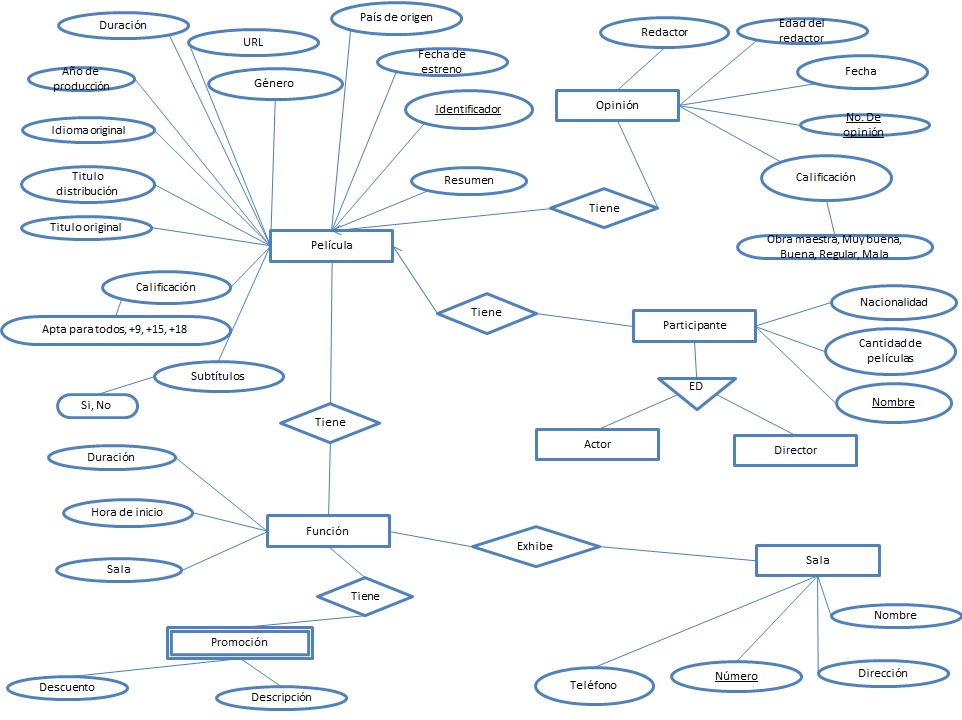 Duración
URL
País de origen
Género
Fecha de
estreno
Año de
producción
Identificador
Idioma original
Resumen
Titulo
distribución
Titulo original
Película
Calificación
Apta para todos, +9, +15, +18
Subtítulos
Si, No
Redactor
Edad del
redactor
Opinión
Fecha
No. De
opinión
Calificación
Obra maestra, Muy buena,
Buena, Regular, Mala
Tiene
Tiene
Participante
Nacionalidad
Cantidad de
películas
Nombre
ED
Actor
Director
Tiene
Duración
Hora de inicio
Sala
Función
Exhibe
Sala
Tiene
Promoción
Descuento
Descripción
Nombre
Teléfono
Número
Dirección